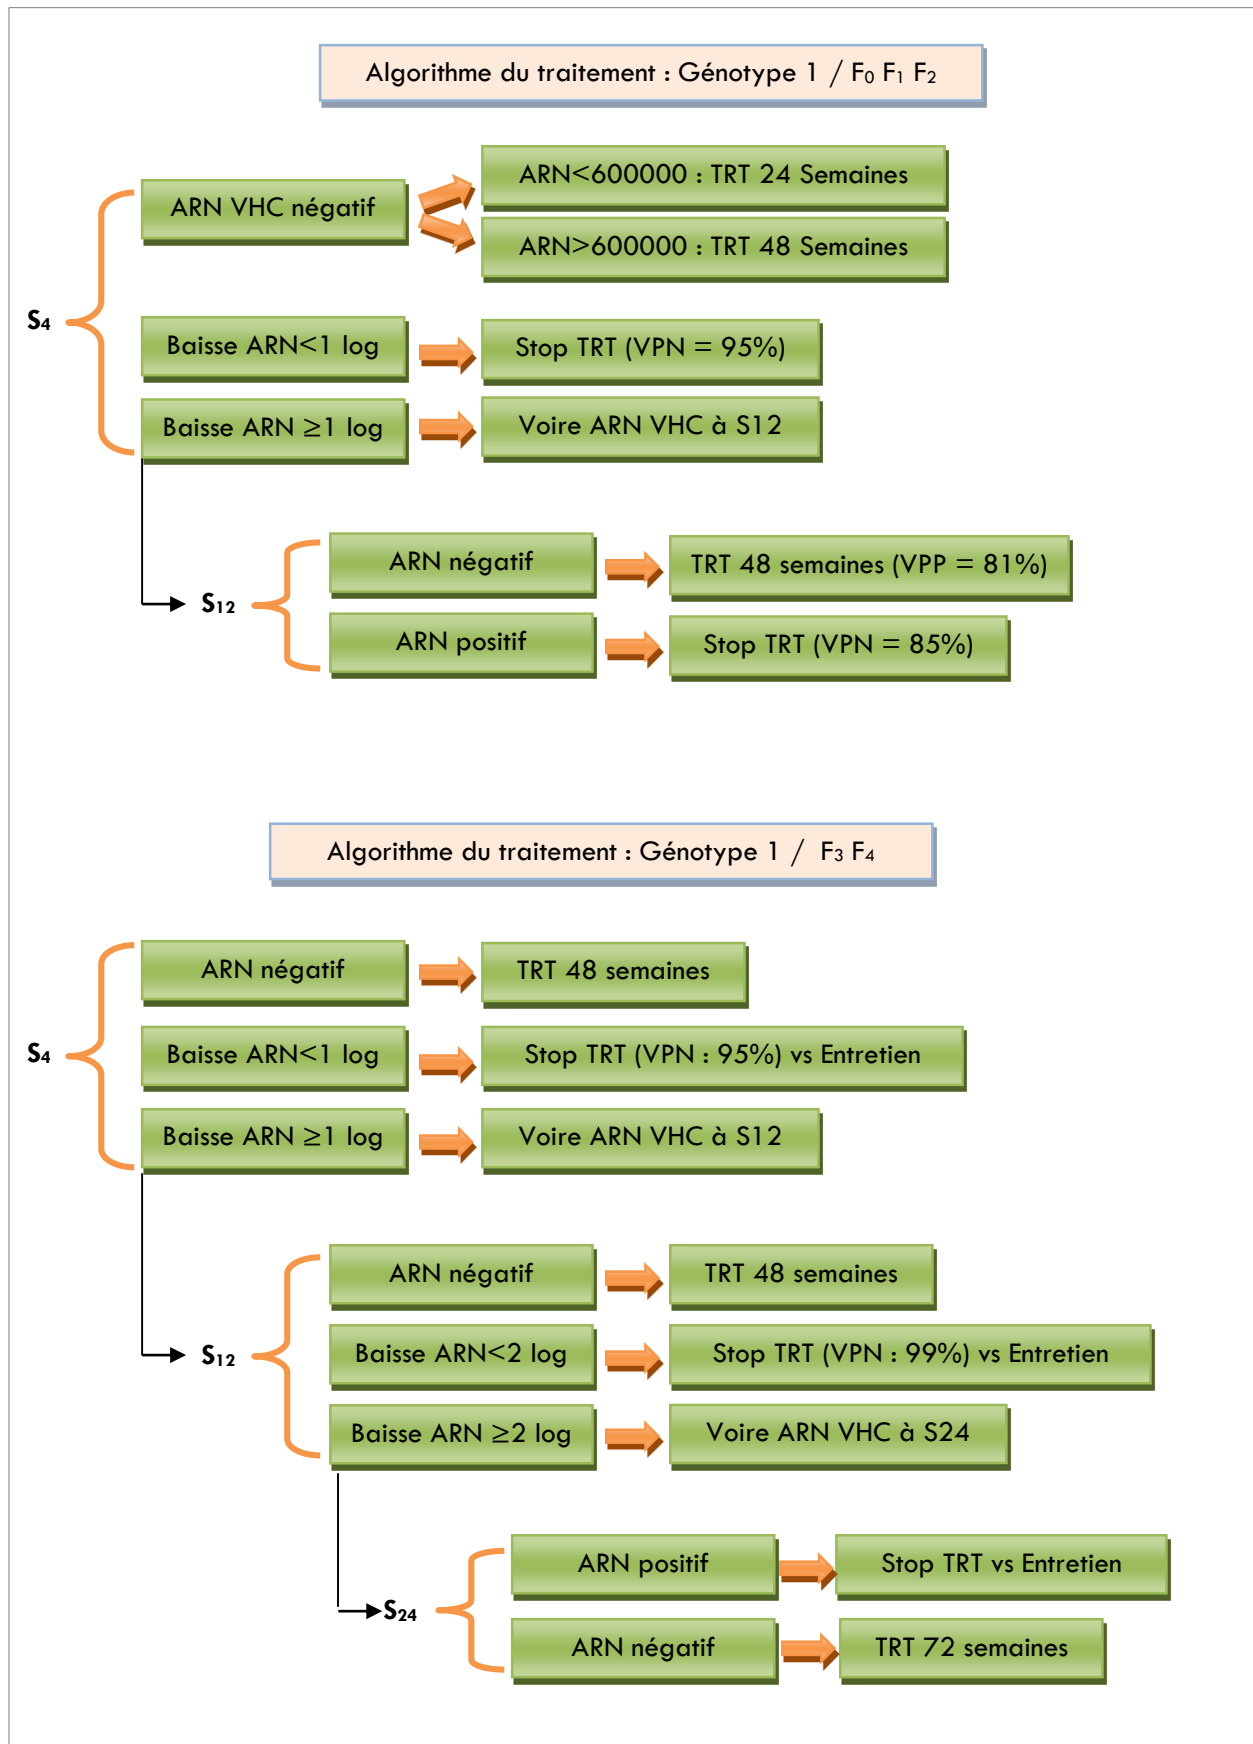 Algorithme du traitement : Génotype 1 / F₀ F₁ F₂
ARN VHC négatif
ARN<600000 : TRT 24 Semaines
ARN>600000 : TRT 48 Semaines
S₄
Baisse ARN<1 log
Stop TRT (VPN = 95%)
Baisse ARN ≥1 log
Voire ARN VHC à S12
S₁₂
ARN négatif
TRT 48 semaines (VPP = 81%)
ARN positif
Stop TRT (VPN = 85%)
Algorithme du traitement : Génotype 1 / F₃ F₄
S₄
ARN négatif
TRT 48 semaines
Baisse ARN<1 log
Stop TRT (VPN : 95%) vs Entretien
Baisse ARN ≥1 log
Voire ARN VHC à S12
S₁₂
ARN négatif
TRT 48 semaines
Baisse ARN<2 log
Stop TRT (VPN : 99%) vs Entretien
Baisse ARN ≥2 log
Voire ARN VHC à S24
S₂₄
ARN positif
Stop TRT vs Entretien
ARN négatif
TRT 72 semaines